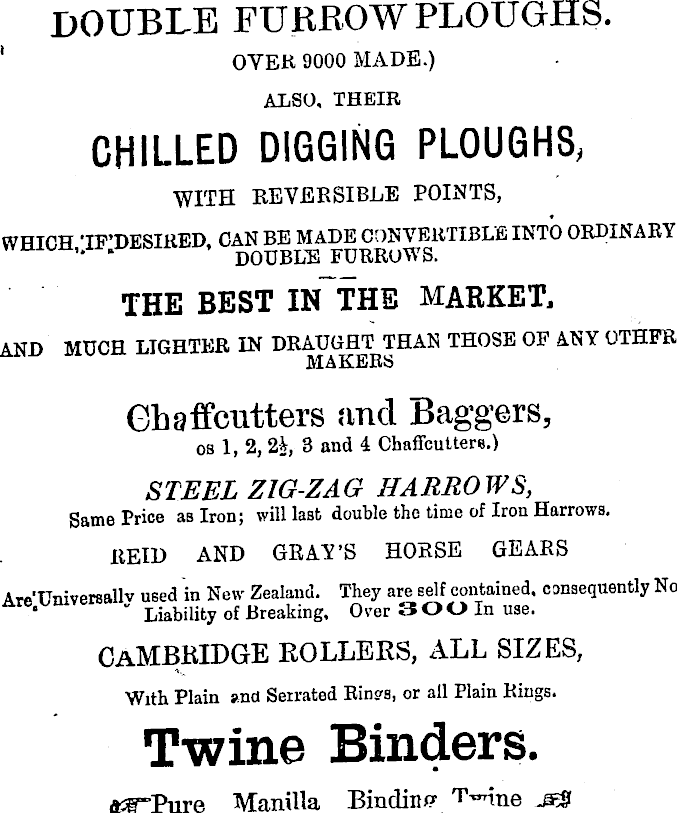 DOUBLE FURROW PLOUGHS.
OVER 9000 MADE.)
ALSO, THEIR
CHILLED DIGGING PLOUGHS,
WITH REVERSIBLE POINTS,
WHICH, IF DESIRED, CAN BE MADE CONVERTIBLE INTO ORDINARY
DOUBLE FURROWS.
THE BEST IN THE MARKET,
AND MUCH LIGHTER IN DRAUGHT THAN THOSE OF ANY OTHER
MAKERS
Chaffcutters and Baggers,
os 1, 2, 2½, 3 and 4 Chaffcutters.)
STEEL ZIG-ZAG HARROWS,
Same Price as Iron; will last double the time of Iron Harrows.
REID AND GRAY'S HORSE GEARS
Are Universally used in New Zealand. They are self contained, consequently No
Liability of Breaking, Over 300 In use.
CAMBRIDGE ROLLERS, ALL SIZES,
With Plain and Serrated Rings, or all Plain Rings.
Twine Binders.
Pure Manilla Binding Twine